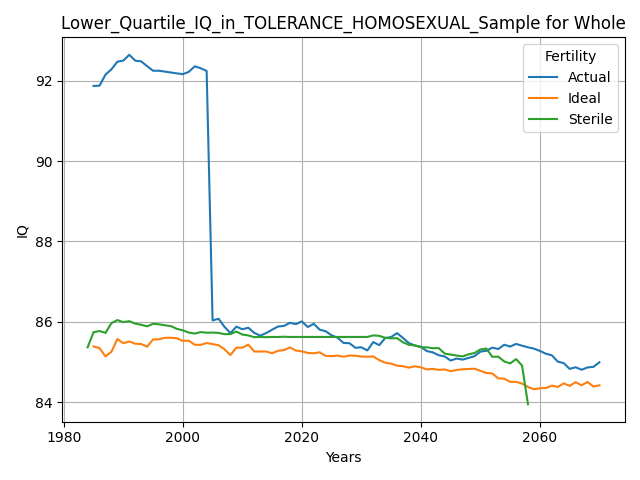 Lower_Quartile_IQ_in_TOLERANCE_HOMOSEXUAL_Sample for Whole
Fertility
Actual
Ideal
Sterile
92
90
88
86
84
IQ
1980
2000
2020
2040
2060
Years